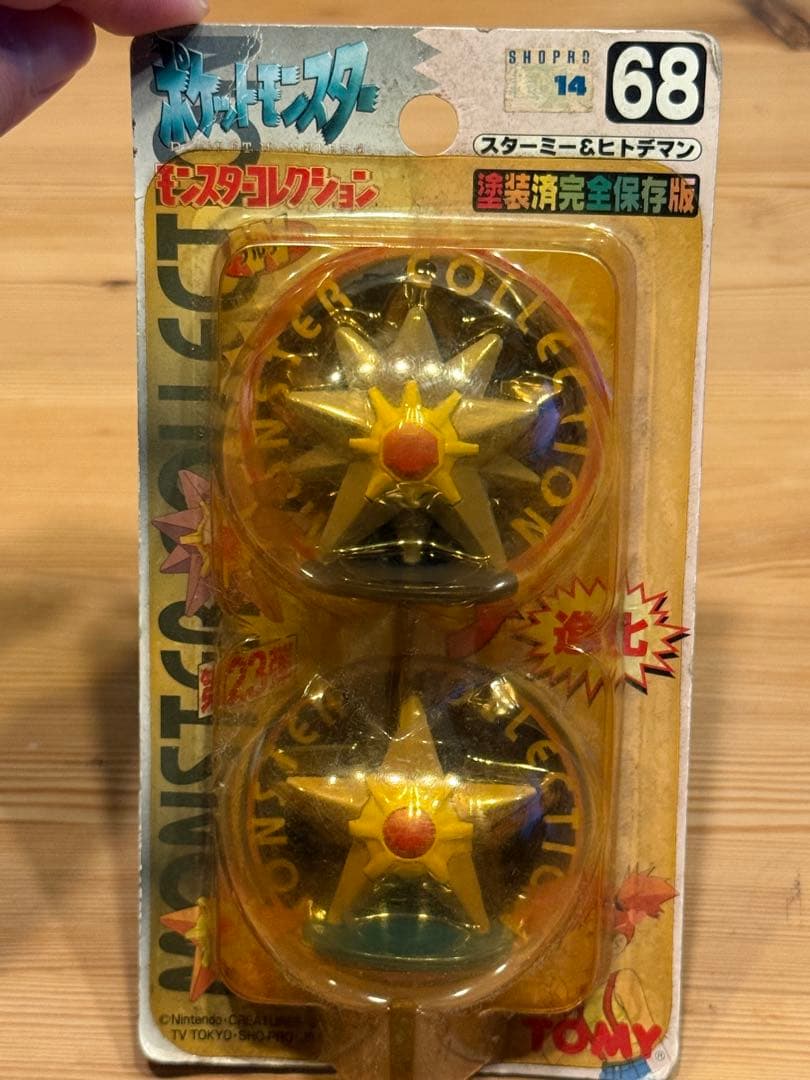 ポケットモンスター
SHOPRO
14
68
スターミー&ヒトデマン
モンスターコレクション
塗装済完全保存版
MONSTER COLLECTION
進化
第23弾
MONSTER COLLECTION
©Nintendo・CREATURES
TV TOKYO・SHO-PRO・JR
TOMY®